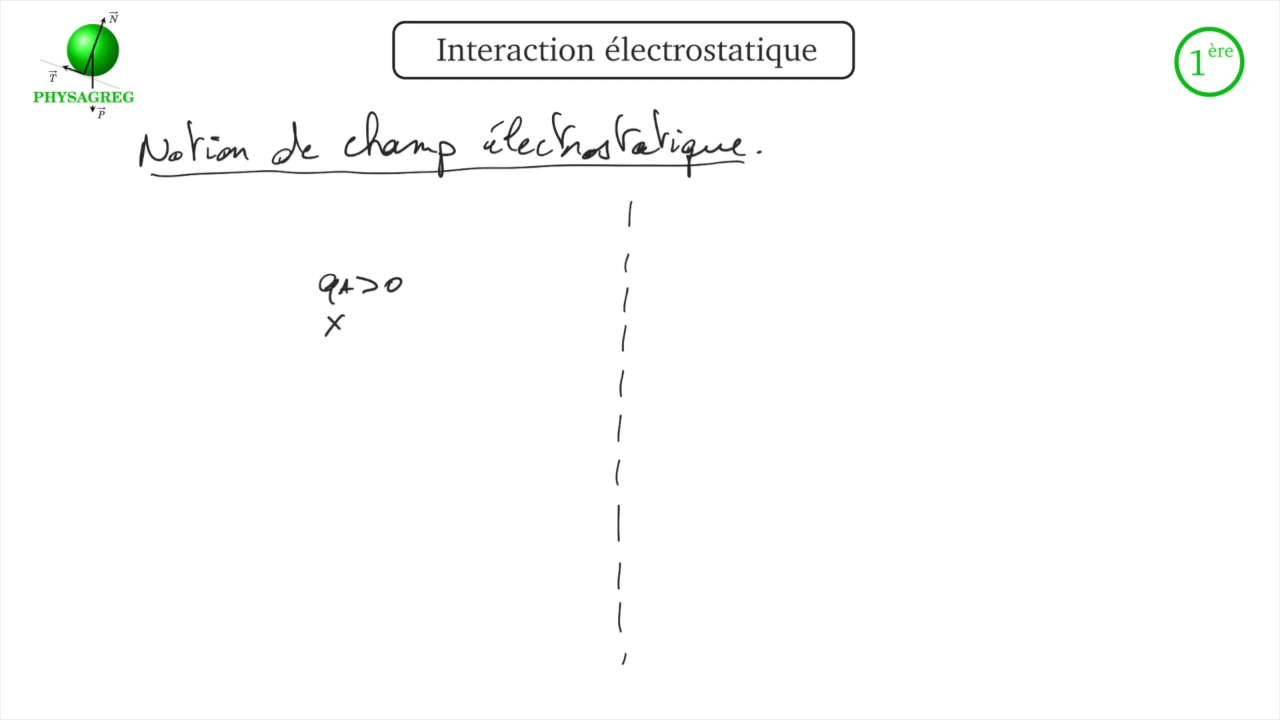 N⃗
T⃗
PHYSAGREG
P⃗
Interaction électrostatique
1ère
Notion de champ électrostatique.
qA>0
X